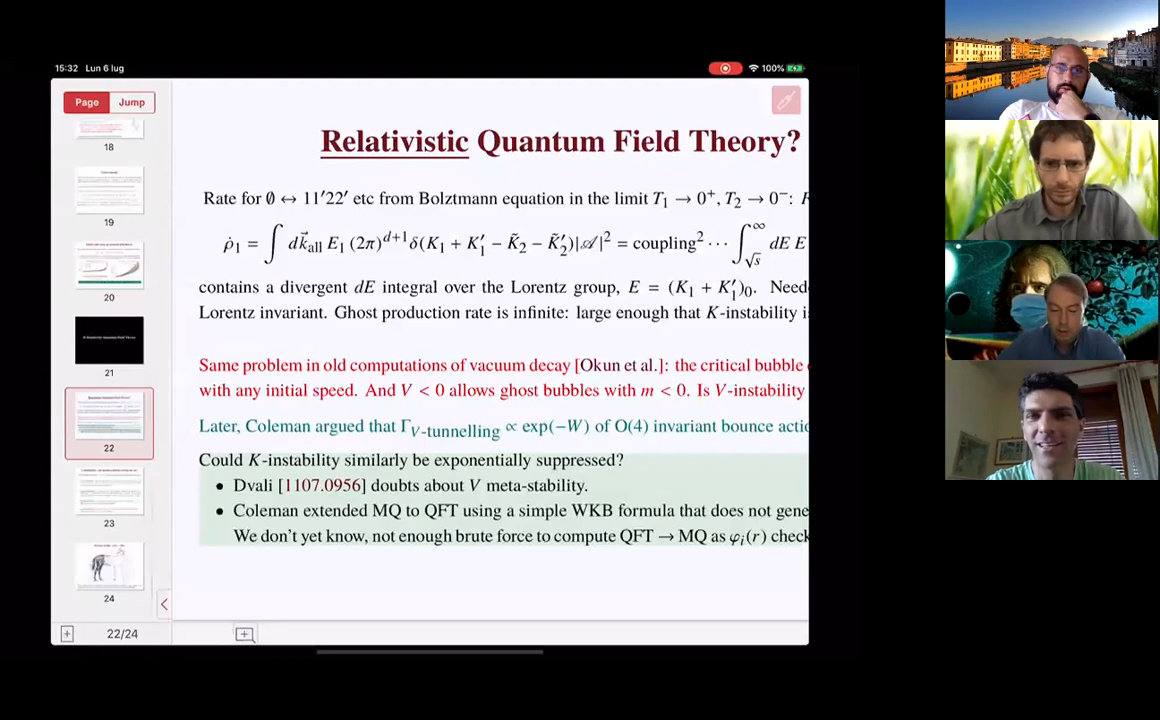 15:32 Lun 6 lug
100%
Page Jump
18
19
20
21
22
23
24
22/24
Relativistic Quantum Field Theory?
Rate for ∅ ↔ 11′22′ etc from Bolztmann equation in the limit T₁ → 0⁺, T₂ → 0⁻:
ρ̇₁ = ∫ dk⃗_all E₁ (2π)^{d+1} δ(K₁ + K′₁ − K̃₂ − K̃′₂)|𝒜|² = coupling² ⋯ ∫_{√s}^∞ dE E
contains a divergent dE integral over the Lorentz group, E = (K₁ + K′₁)₀. Need
Lorentz invariant. Ghost production rate is infinite: large enough that K-instability i
Same problem in old computations of vacuum decay [Okun et al.]: the critical bubble
with any initial speed. And V < 0 allows ghost bubbles with m < 0. Is V-instability
Later, Coleman argued that Γ_{V-tunnelling} ∝ exp(−W) of O(4) invariant bounce actio
Could K-instability similarly be exponentially suppressed?
• Dvali [1107.0956] doubts about V meta-stability.
• Coleman extended MQ to QFT using a simple WKB formula that does not gene
We don't yet know, not enough brute force to compute QFT → MQ as φᵢ(r) check